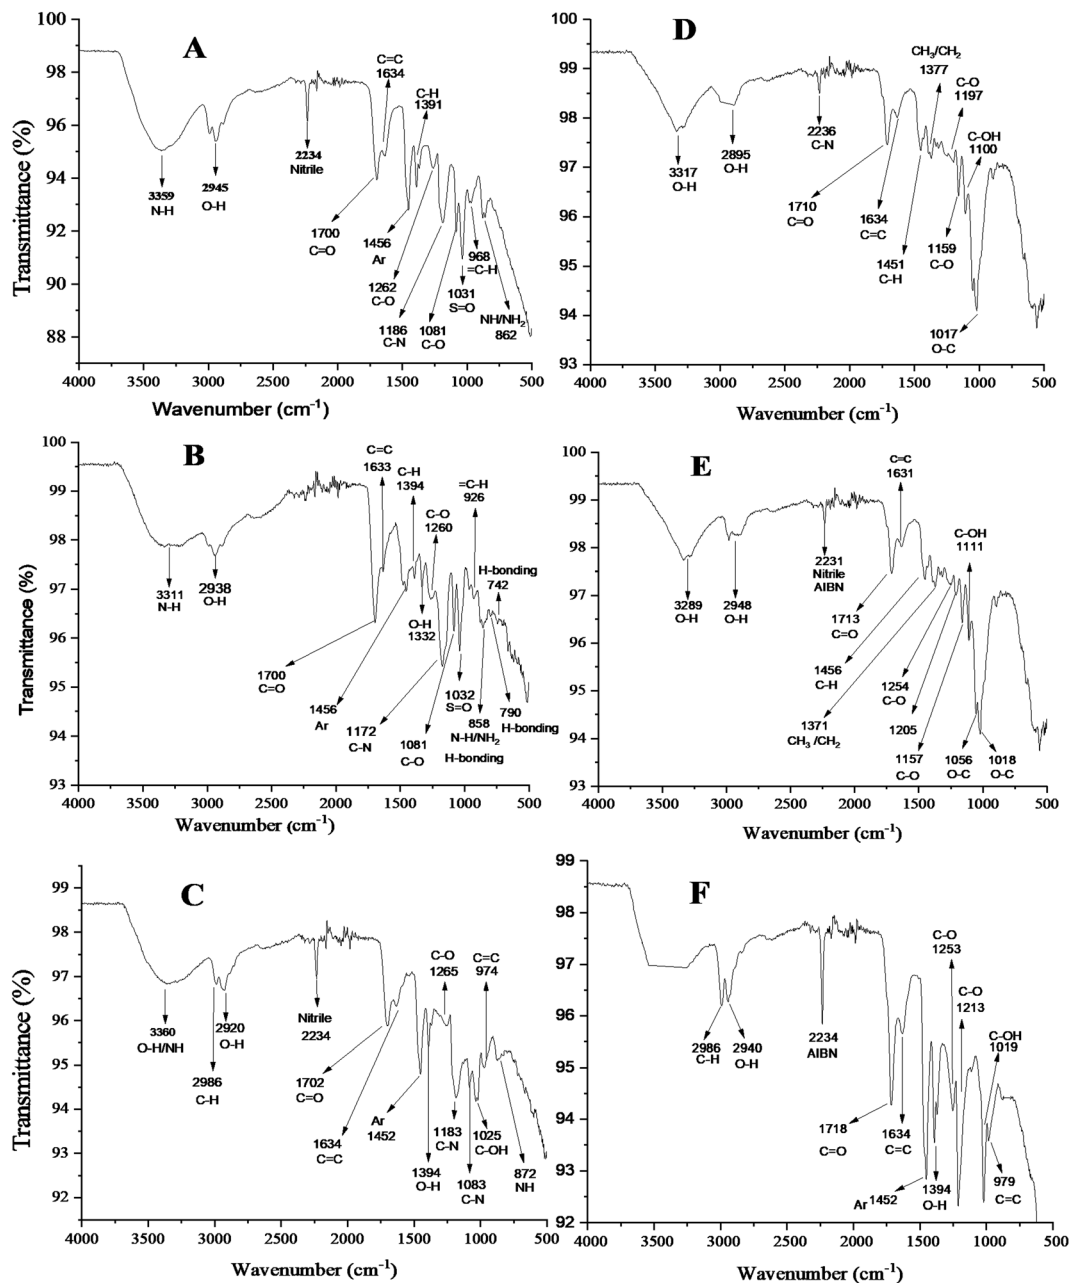 A
100
98
96
94
92
90
88
Transmittance (%)
C=C
1634
C-H
1391
3359
N-H
2945
O-H
2234
Nitrile
1700
C=O
1456
Ar
1262
C-O
1186
C-N
1081
C-O
1031
S=O
968
=C-H
NH/NH2
862
4000 3500 3000 2500 2000 1500 1000 500
Wavenumber (cm-1)
D
100
99
98
97
96
95
94
93
CH3/CH2
1377
C-O
1197
C-OH
1100
3317
O-H
2895
O-H
2236
C-N
1710
C=O
1634
C=C
1451
C-H
1159
C-O
1017
O-C
4000 3500 3000 2500 2000 1500 1000 500
Wavenumber (cm-1)
B
100
99
98
97
96
95
94
93
Transmittance (%)
C=C
1633
C-H
1394
=C-H
926
C-O
1260
H-bonding
742
3311
N-H
2938
O-H
O-H
1332
1700
C=O
1456
Ar
1172
C-N
1081
C-O
1032
S=O
858
N-H/NH2
H-bonding
790
H-bonding
4000 3500 3000 2500 2000 1500 1000 500
Wavenumber (cm-1)
E
100
99
98
97
96
95
94
93
C=C
1631
C-OH
1111
3289
O-H
2948
O-H
2231
Nitrile
AIBN
1713
C=O
1456
C-H
1371
CH3 /CH2
1254
C-O
1205
1157
C-O
1056
O-C
1018
O-C
4000 3500 3000 2500 2000 1500 1000 500
Wavenumber (cm-1)
C
99
98
97
96
95
94
93
92
Transmittance (%)
C-O
1265
C=C
974
3360
O-H/NH
2920
O-H
2986
C-H
Nitrile
2234
1702
C=O
1634
C=C
Ar
1452
1394
O-H
1183
C-N
1083
C-N
1025
C-OH
872
NH
4000 3500 3000 2500 2000 1500 1000 500
Wavenumber (cm-1)
F
99
98
97
96
95
94
93
92
C-O
1253
C-O
1213
C-OH
1019
2986
C-H
2940
O-H
2234
AIBN
1718
C=O
1634
C=C
Ar 1452
1394
O-H
979
C=C
4000 3500 3000 2500 2000 1500 1000 500
Wavenumber (cm-1)